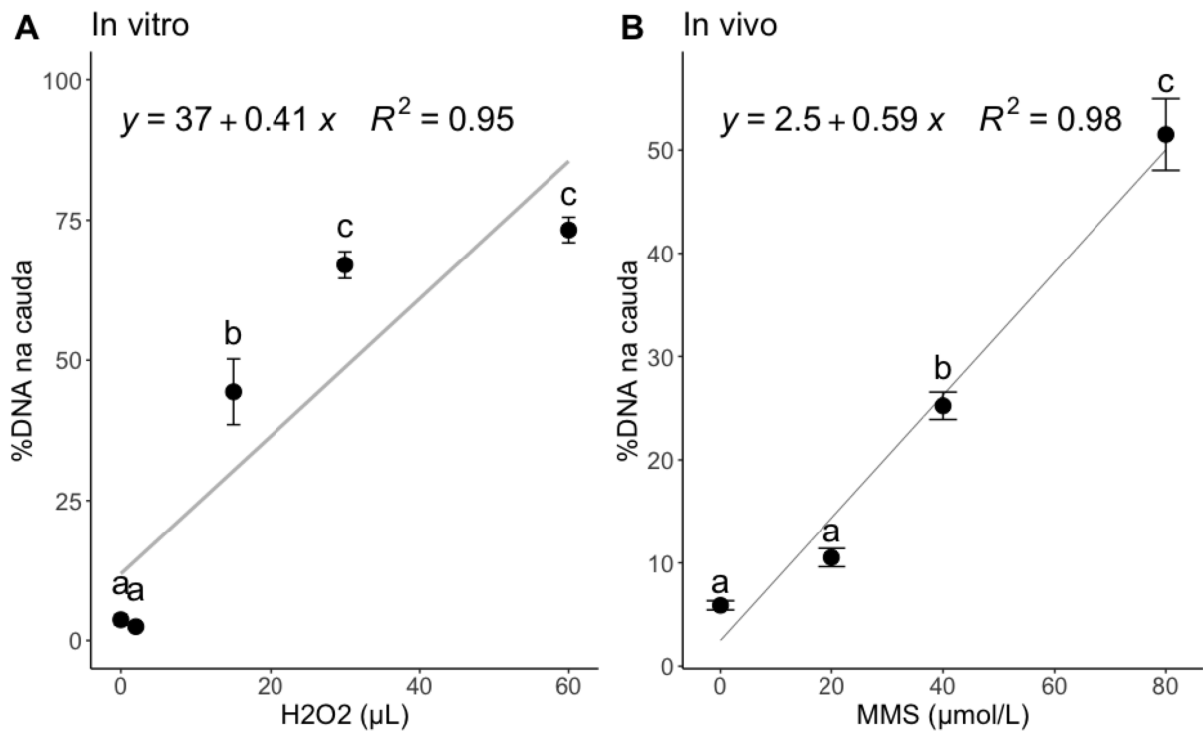 A In vitro
y = 37 + 0.41 x R² = 0.95
100
75
50
25
0
a
a
b
c
c
0
20
40
60
%DNA na cauda
H2O2 (µL)
B In vivo
y = 2.5 + 0.59 x R² = 0.98
50
40
30
20
10
0
a
a
b
c
0
20
40
60
80
%DNA na cauda
MMS (µmol/L)